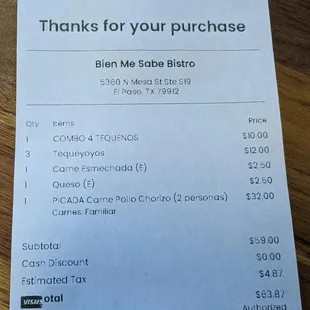 Thanks for your purchase
Bien Me Sabe Bistro
5360 N Mesa St Ste S19
El Paso, TX 79912
Qty Items Price
1 COMBO 4 TEQUENOS $10.00
3 Tequeyoyos $12.00
1 Carne Esmechada (E) $2.50
1 Queso (E) $2.50
1 PICADA Carne Pollo Chorizo (2 personas) $32.00
Carnes: Familiar
Subtotal $59.00
Cash Discount $0.00
Estimated Tax $4.87
VISA otal $63.87
Authorized